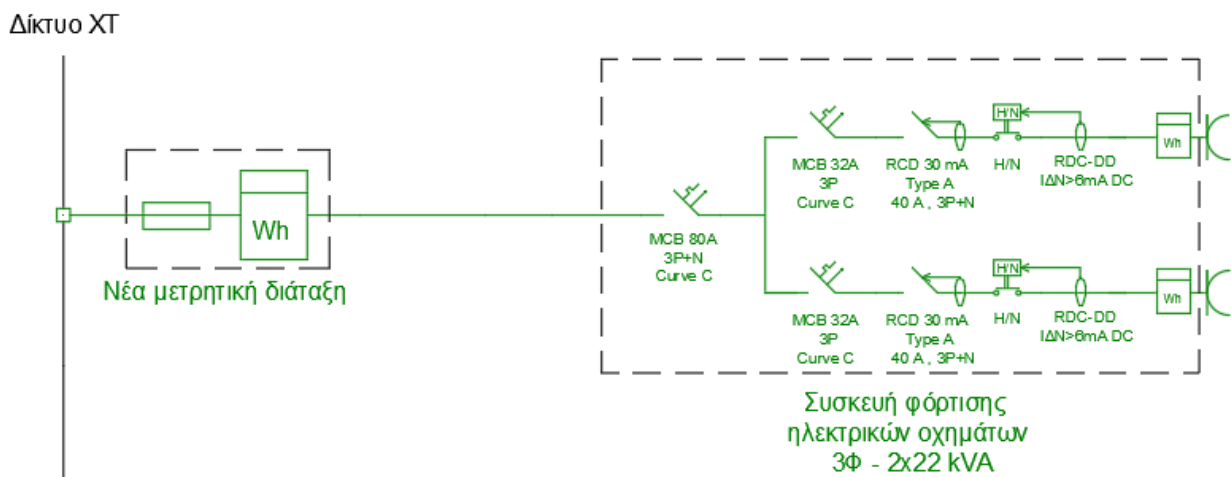 Δίκτυο ΧΤ
Wh
Νέα μετρητική διάταξη
MCB 80A
3P+N
Curve C
MCB 32A
3P
Curve C
RCD 30 mA
Type A
40 A , 3P+N
H/N
H/N
RDC-DD
IΔN>6mA DC
Wh
MCB 32A
3P
Curve C
RCD 30 mA
Type A
40 A , 3P+N
H/N
H/N
RDC-DD
IΔN>6mA DC
Wh
Συσκευή φόρτισης
ηλεκτρικών οχημάτων
3Φ - 2x22 kVA